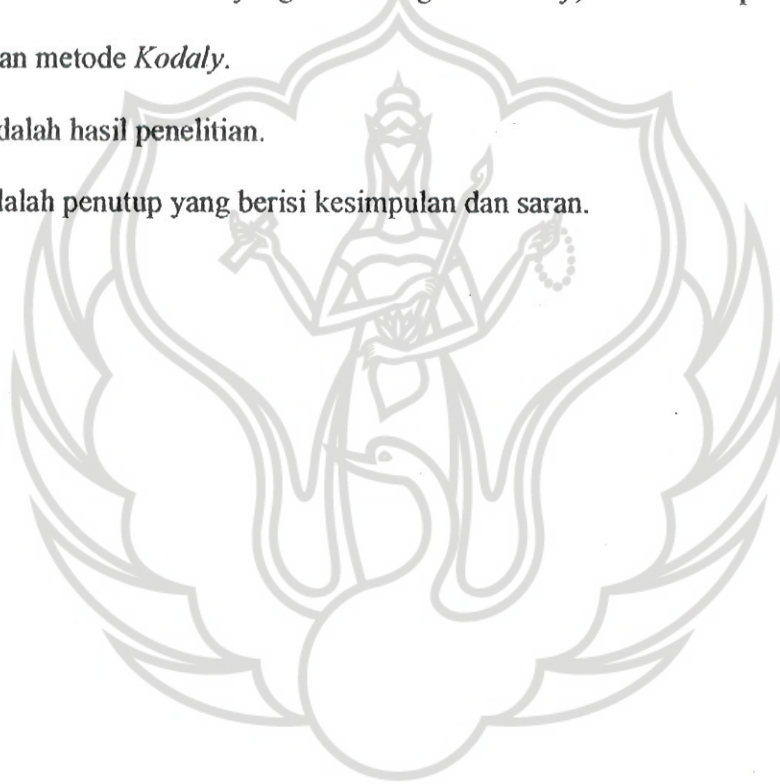 an metode Kodaly.
dalah hasil penelitian.
dalah penutup yang berisi kesimpulan dan saran.